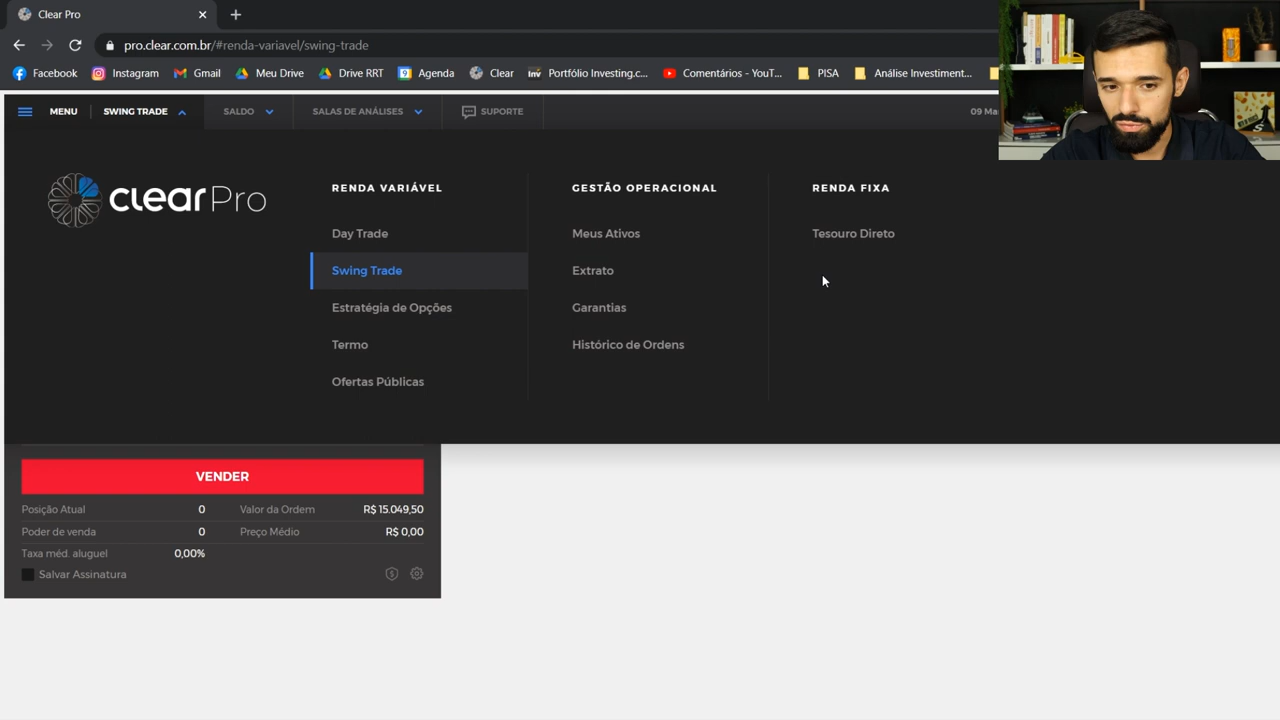 Clear Pro
pro.clear.com.br/#renda-variavel/swing-trade
Facebook Instagram Gmail Meu Drive Drive RRT Agenda Clear inv Portfólio Investing.c... Comentários - YouT... PISA Análise Investiment...
MENU SWING TRADE SALDO SALAS DE ANÁLISES SUPORTE 09 Ma
clear Pro
RENDA VARIÁVEL
Day Trade
Swing Trade
Estratégia de Opções
Termo
Ofertas Públicas
GESTÃO OPERACIONAL
Meus Ativos
Extrato
Garantias
Histórico de Ordens
RENDA FIXA
Tesouro Direto
VENDER
Posição Atual 0 Valor da Ordem R$ 15.049,50
Poder de venda 0 Preço Médio R$ 0,00
Taxa méd. aluguel 0,00%
Salvar Assinatura